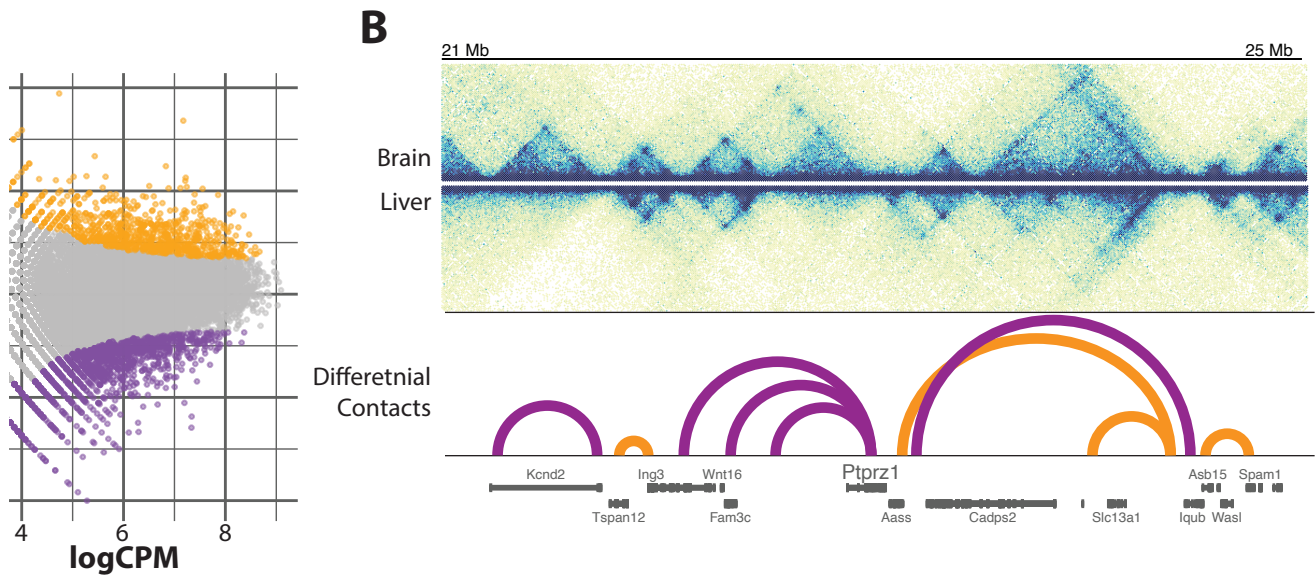 B
21 Mb 25 Mb
Brain
Liver
Differetnial
Contacts
Kcnd2 Ing3 Wnt16 Ptprz1 Asb15 Spam1
Tspan12 Fam3c Aass Cadps2 Slc13a1 Iqub Wasl
4 6 8
logCPM